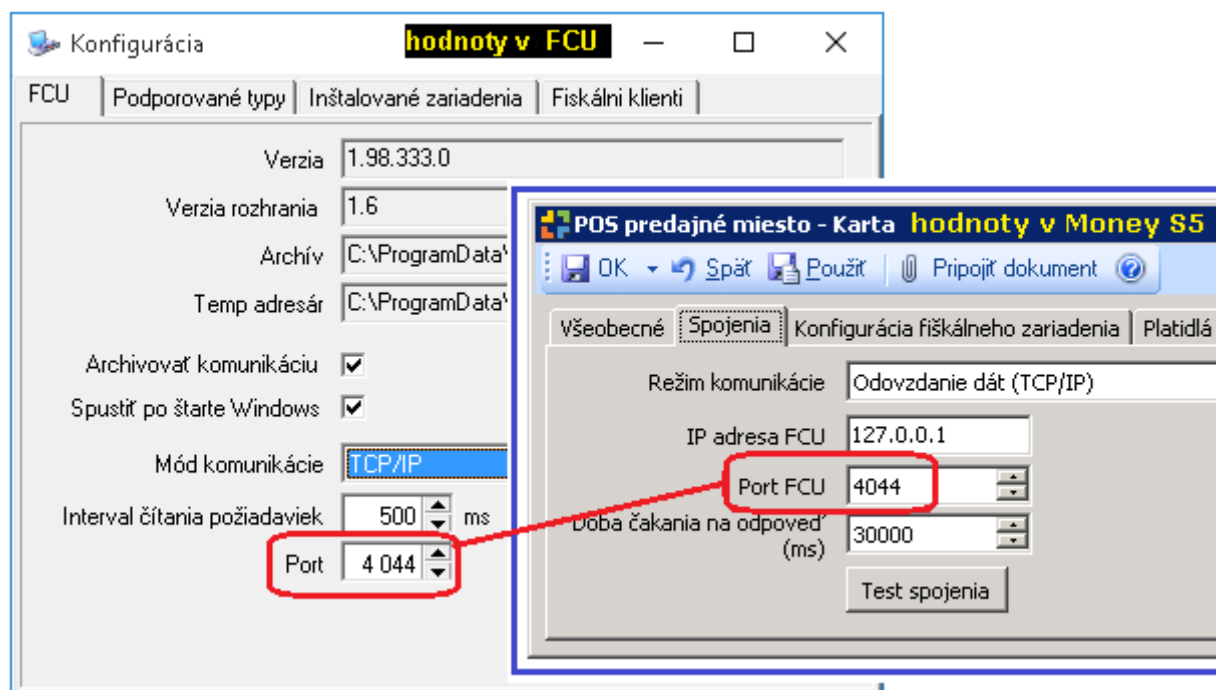 Konfigurácia hodnoty v FCU
FCU Podporované typy Inštalované zariadenia Fiskálni klienti
Verzia 1.98.333.0
Verzia rozhrania 1.6
Archív C:\ProgramData\
Temp adresár C:\ProgramData\
Archivovať komunikáciu
Spustiť po štarte Windows
Mód komunikácie TCP/IP
Interval čítania požiadaviek 500 ms
Port 4 044
POS predajné miesto - Karta hodnoty v Money S5
OK Späť Použiť Pripojiť dokument
Všeobecné Spojenia Konfigurácia fiškálneho zariadenia Platidlá
Režim komunikácie Odovzdanie dát (TCP/IP)
IP adresa FCU 127.0.0.1
Port FCU 4044
Doba čakania na odpoveď
(ms) 30000
Test spojenia